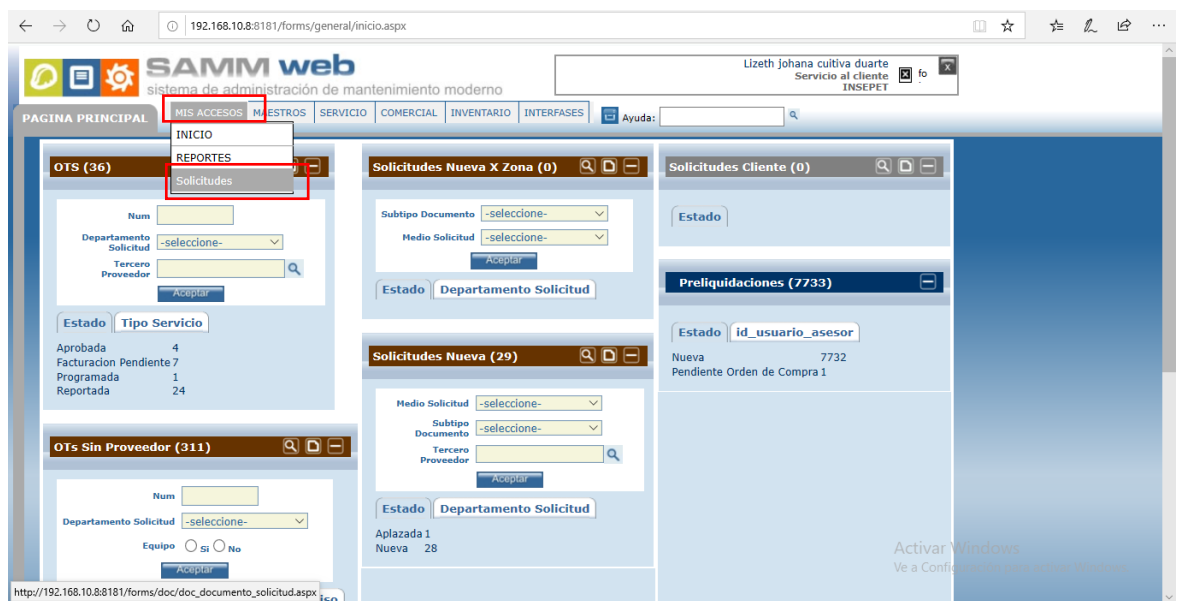 192.168.10.8:8181/forms/general/inicio.aspx
SAMM web
sistema de administración de mantenimiento moderno
Lizeth johana cuitiva duarte
Servicio al cliente
INSEPET
fo
x
PAGINA PRINCIPAL
MIS ACCESOS MAESTROS SERVICIO COMERCIAL INVENTARIO INTERFASES Ayuda:
INICIO
REPORTES
Solicitudes
OTS (36)
Num
Departamento Solicitud -seleccione-
Tercero Proveedor
Aceptar
Estado Tipo Servicio
Aprobada 4
Facturacion Pendiente 7
Programada 1
Reportada 24
OTs Sin Proveedor (311)
Num
Departamento Solicitud -seleccione-
Equipo Si No
Aceptar
Solicitudes Nueva X Zona (0)
Subtipo Documento -seleccione-
Medio Solicitud -seleccione-
Aceptar
Estado Departamento Solicitud
Solicitudes Nueva (29)
Medio Solicitud -seleccione-
Subtipo Documento -seleccione-
Tercero Proveedor
Aceptar
Estado Departamento Solicitud
Aplazada 1
Nueva 28
Solicitudes Cliente (0)
Estado
Preliquidaciones (7733)
Estado id_usuario_asesor
Nueva 7732
Pendiente Orden de Compra 1
Activar Windows
Ve a Config
http://192.168.10.8:8181/forms/doc/doc_documento_solicitud.aspx